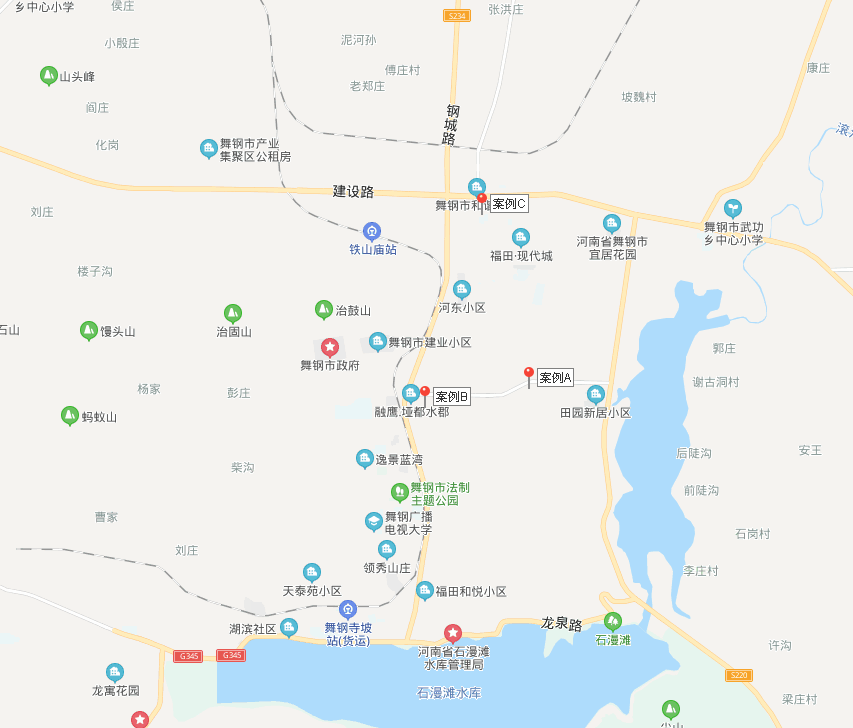 乡中心小学
侯庄
张洪庄
S234
小殷庄
泥河孙
傅庄村
康庄
山头峰
老郑庄
坡魏村
阎庄
钢城路
滚
化岗
舞钢市产业
集聚区公租房
建设路
舞钢市和谐
案例C
刘庄
舞钢市武功
乡中心小学
铁山庙站
福田·现代城
河南省舞钢市
宜居花园
楼子沟
河东小区
石山
馒头山
冶固山
冶鼓山
舞钢市建业小区
郭庄
舞钢市政府
案例A
谢古洞村
杨家
彭庄
案例B
融鹰.垭都水郡
田园新居小区
蚂蚁山
安王
后陡沟
柴沟
逸景蓝湾
舞钢市法制
主题公园
前陡沟
曹家
舞钢广播
电视大学
石岗村
刘庄
领秀山庄
李庄村
天泰苑小区
福田和悦小区
湖滨社区
舞钢寺坡
站(货运)
龙泉路
石漫滩
许沟
G345
G345
河南省石漫滩
水库管理局
S220
龙寓花园
石漫滩水库
梁庄村
尖山